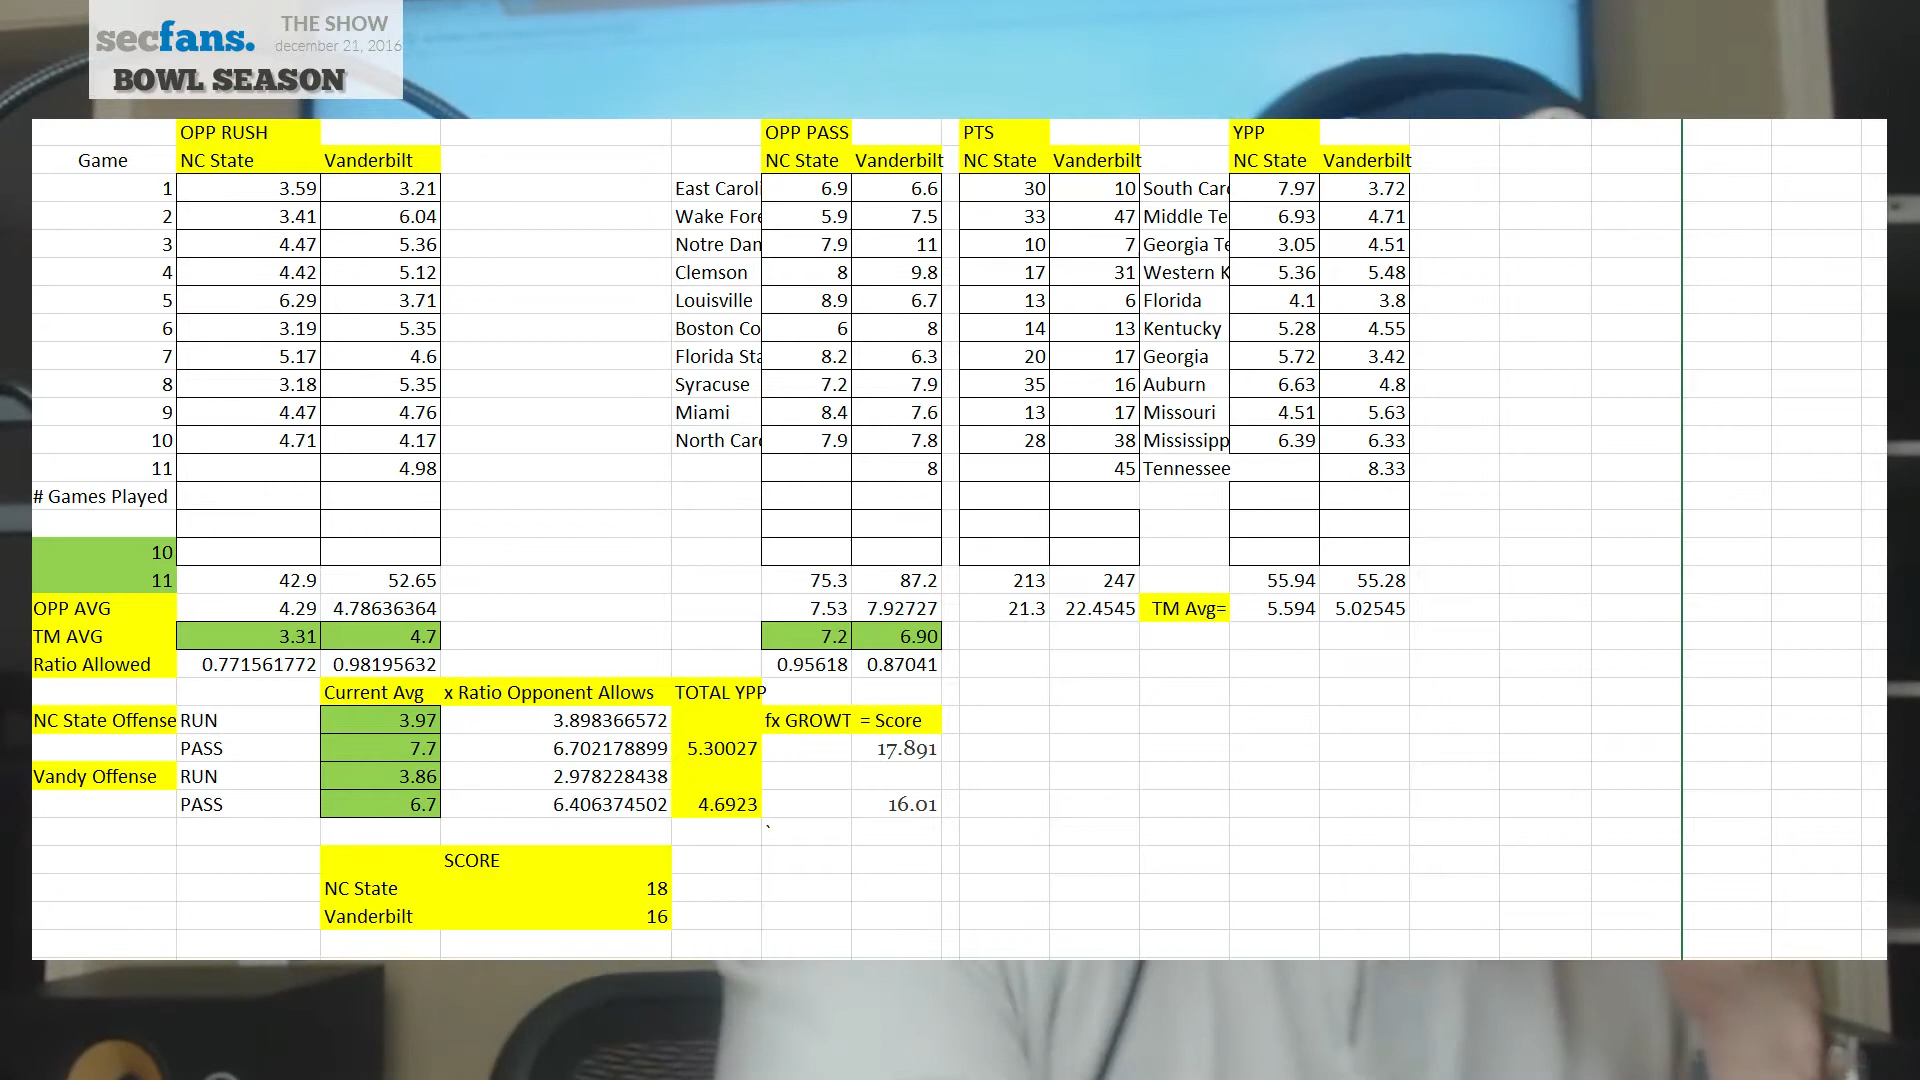 THE SHOW
secfans. december 21, 2016
BOWL SEASON
OPP RUSH OPP PASS PTS YPP
Game NC State Vanderbilt NC State Vanderbilt NC State Vanderbilt NC State Vanderbilt
1 3.59 3.21 East Caroli 6.9 6.6 30 10 South Caro 7.97 3.72
2 3.41 6.04 Wake Fore 5.9 7.5 33 47 Middle Te 6.93 4.71
3 4.47 5.36 Notre Dam 7.9 11 10 7 Georgia Te 3.05 4.51
4 4.42 5.12 Clemson 8 9.8 17 31 Western K 5.36 5.48
5 6.29 3.71 Louisville 8.9 6.7 13 6 Florida 4.1 3.8
6 3.19 5.35 Boston Co 6 8 14 13 Kentucky 5.28 4.55
7 5.17 4.6 Florida Sta 8.2 6.3 20 17 Georgia 5.72 3.42
8 3.18 5.35 Syracuse 7.2 7.9 35 16 Auburn 6.63 4.8
9 4.47 4.76 Miami 8.4 7.6 13 17 Missouri 4.51 5.63
10 4.71 4.17 North Caro 7.9 7.8 28 38 Mississipp 6.39 6.33
11 4.98 8 45 Tennessee 8.33
# Games Played
10
11 42.9 52.65 75.3 87.2 213 247 55.94 55.28
OPP AVG 4.29 4.78636364 7.53 7.92727 21.3 22.4545 TM Avg= 5.594 5.02545
TM AVG 3.31 4.7 7.2 6.90
Ratio Allowed 0.771561772 0.98195632 0.95618 0.87041
Current Avg x Ratio Opponent Allows TOTAL YPP
NC State Offense RUN 3.97 3.898366572 fx GROWT = Score
PASS 7.7 6.702178899 5.30027 17.891
Vandy Offense RUN 3.86 2.978228438
PASS 6.7 6.406374502 4.6923 16.01
`
SCORE
NC State 18
Vanderbilt 16